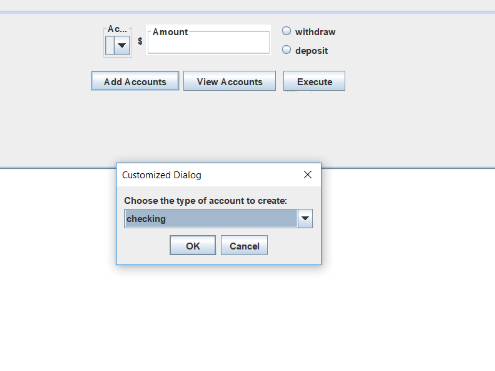 Ac...
$
Amount
withdraw
deposit
Add Accounts
View Accounts
Execute
Customized Dialog
Choose the type of account to create:
checking
OK
Cancel